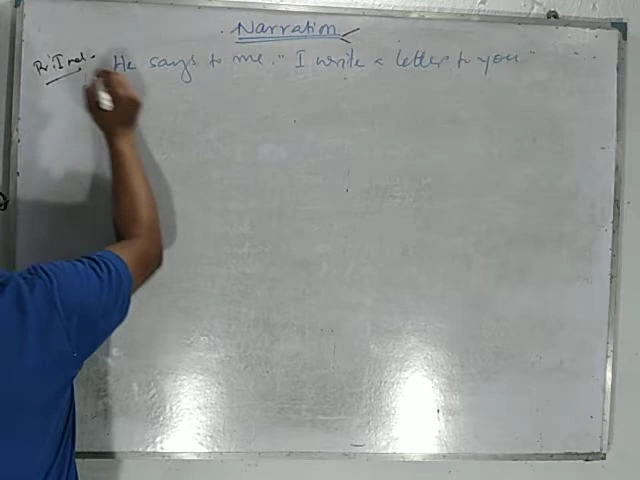 Narration
He says to me. "I write a letter to you"